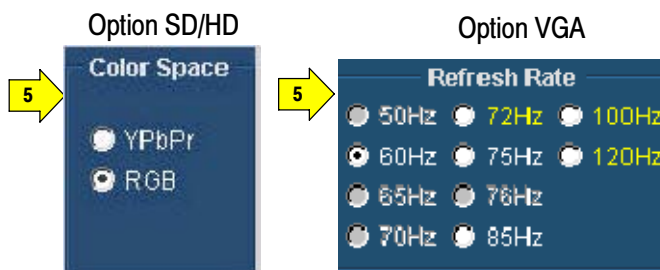 Option SD/HD
Option VGA
5
Color Space
YPbPr
RGB
5
Refresh Rate
50Hz 72Hz 100Hz
60Hz 75Hz 120Hz
65Hz 76Hz
70Hz 85Hz